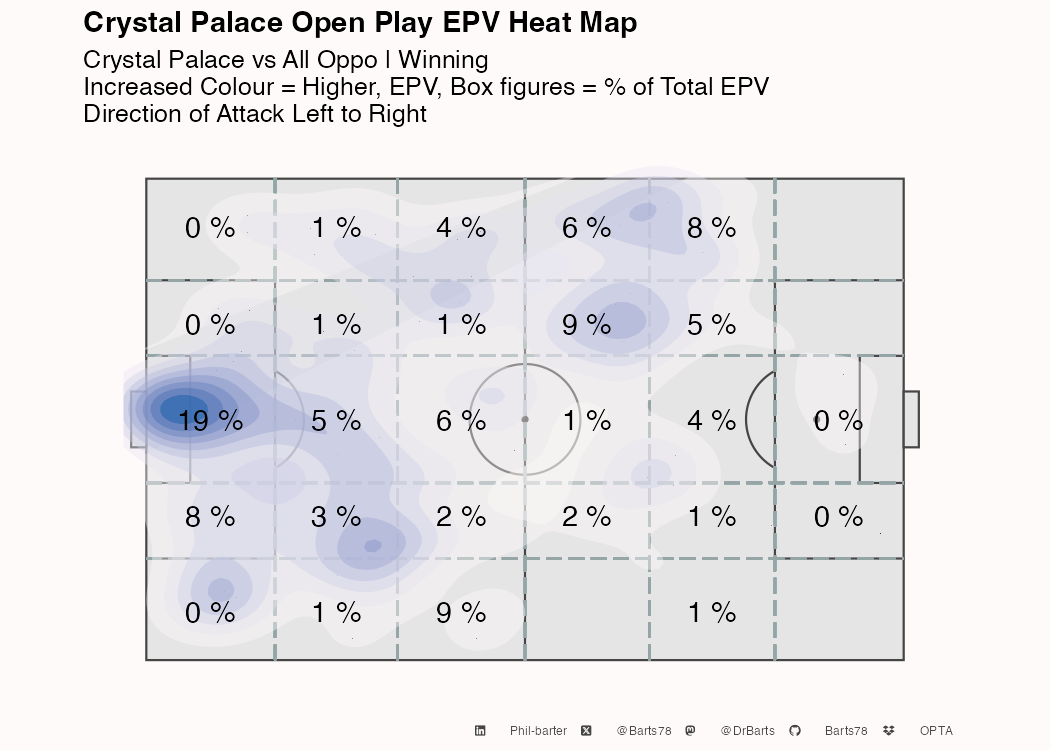 Crystal Palace Open Play EPV Heat Map
Crystal Palace vs All Oppo | Winning
Increased Colour = Higher, EPV, Box figures = % of Total EPV
Direction of Attack Left to Right
0 % 1 % 4 % 6 % 8 %
0 % 1 % 1 % 9 % 5 %
19 % 5 % 6 % 1 % 4 % 0 %
8 % 3 % 2 % 2 % 1 % 0 %
0 % 1 % 9 % 1 %
Phil-barter @Barts78 @DrBarts Barts78 OPTA